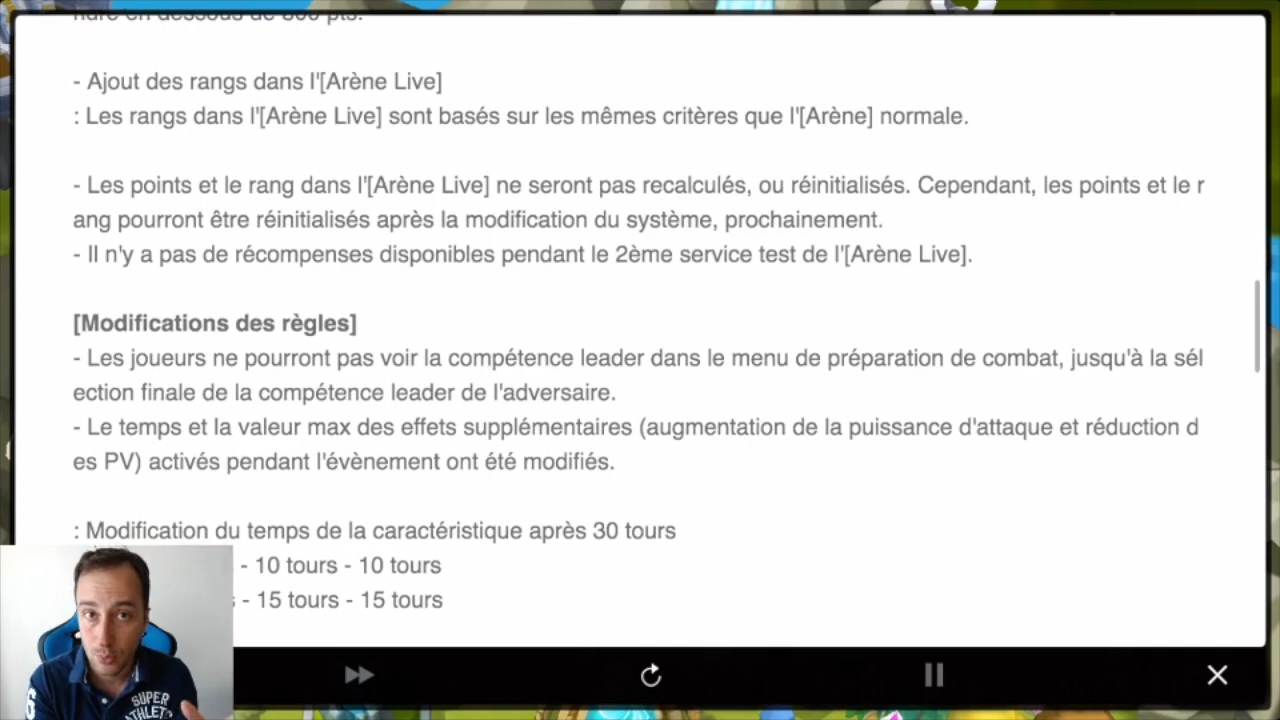 ndre en dessous de 800 pts.
- Ajout des rangs dans l'[Arène Live]
: Les rangs dans l'[Arène Live] sont basés sur les mêmes critères que l'[Arène] normale.
- Les points et le rang dans l'[Arène Live] ne seront pas recalculés, ou réinitialisés. Cependant, les points et le r
ang pourront être réinitialisés après la modification du système, prochainement.
- Il n'y a pas de récompenses disponibles pendant le 2ème service test de l'[Arène Live].
[Modifications des règles]
- Les joueurs ne pourront pas voir la compétence leader dans le menu de préparation de combat, jusqu'à la sél
ection finale de la compétence leader de l'adversaire.
- Le temps et la valeur max des effets supplémentaires (augmentation de la puissance d'attaque et réduction d
es PV) activés pendant l'évènement ont été modifiés.
: Modification du temps de la caractéristique après 30 tours
- 10 tours - 10 tours
s - 15 tours - 15 tours
SUPER